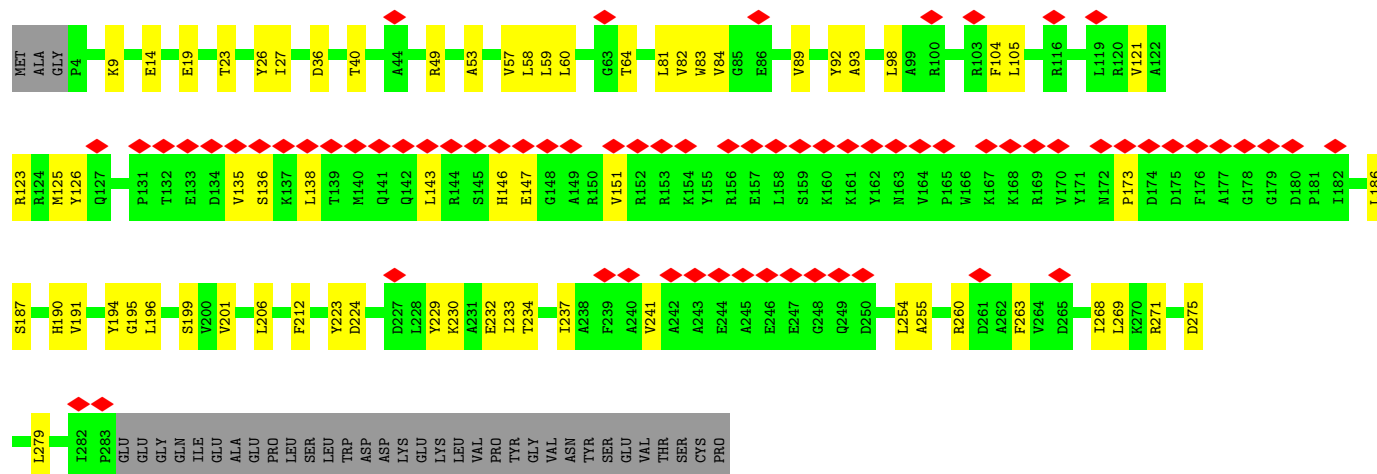 MET ALA GLY P4 K9 E14 E19 T23 Y26 I27 D36 T40 A44 R49 A53 V57 L58 L59 L60 G63 T64 L81 V82 W83 V84 G85 E86 V89 Y92 A93 L98 A99 R100 R103 F104 L105 R116 L119 R120 V121 A122
R123 R124 M125 Y126 Q127 P131 T132 E133 D134 V135 S136 K137 L138 T139 M140 Q141 Q142 L143 R144 S145 H146 E147 G148 A149 R150 V151 R152 R153 K154 Y155 R156 E157 L158 S159 K160 K161 Y162 N163 V164 P165 W166 K167 K168 R169 V170 Y171 N172 P173 D174 D175 F176 A177 G178 G179 D180 P181 I182 L186
S187 H190 V191 Y194 G195 L196 S199 V200 V201 L206 F212 Y223 D224 D227 L228 Y229 K230 A231 E232 I233 T234 I237 A238 F239 A240 V241 A242 A243 E244 A245 E246 E247 G248 Q249 D250 L254 A255 R260 D261 A262 F263 V264 D265 I268 L269 K270 R271 D275
L279 I282 P283 GLU GLU GLY GLN ILE GLU ALA GLU PRO LEU SER LEU TRP ASP ASP LYS GLU LYS LEU VAL PRO TYR GLY VAL ASN TYR SER GLU VAL THR SER CYS PRO